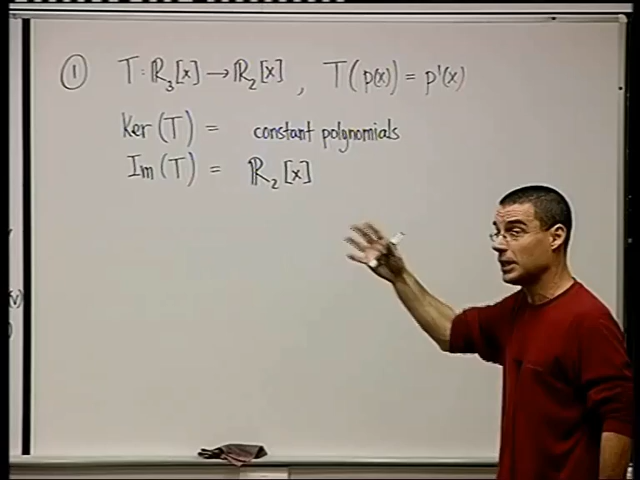 ① T: ℝ₃[x] → ℝ₂[x] , T(p(x)) = p'(x)
Ker(T) = constant polynomials
Im(T) = ℝ₂[x]